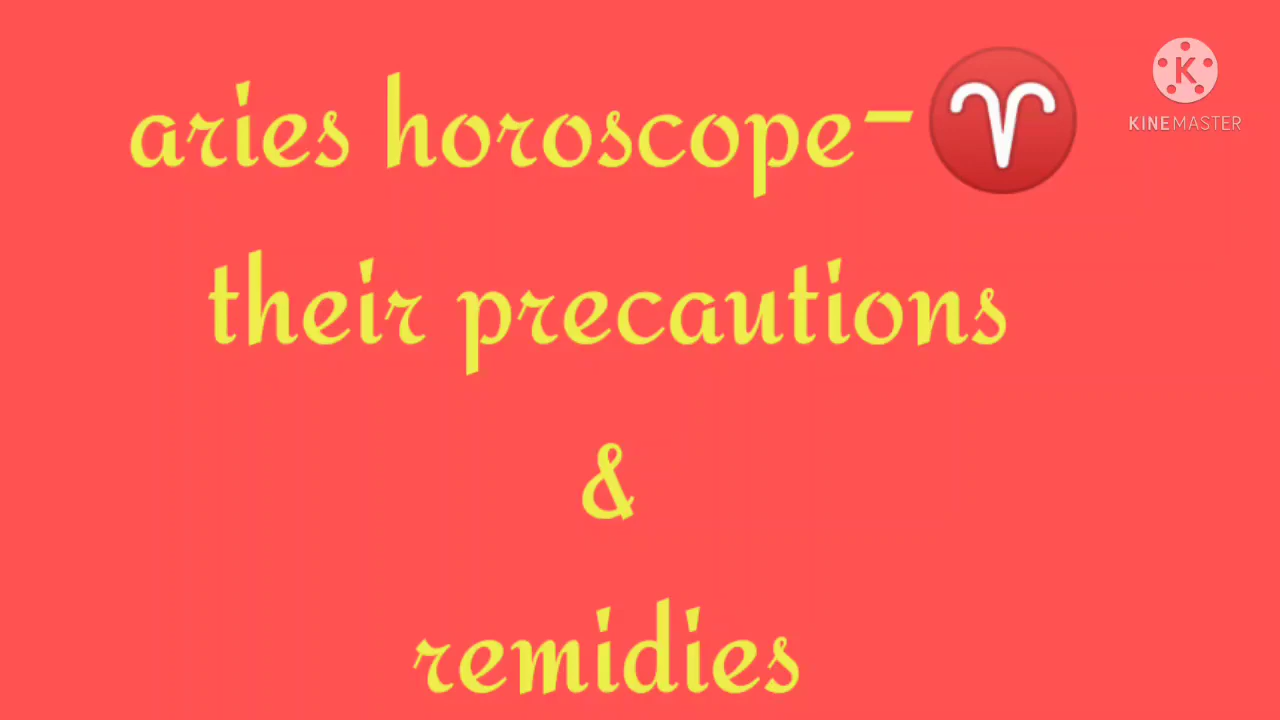 aries horoscope-♈
KINEMASTER
their precautions
&
remidies